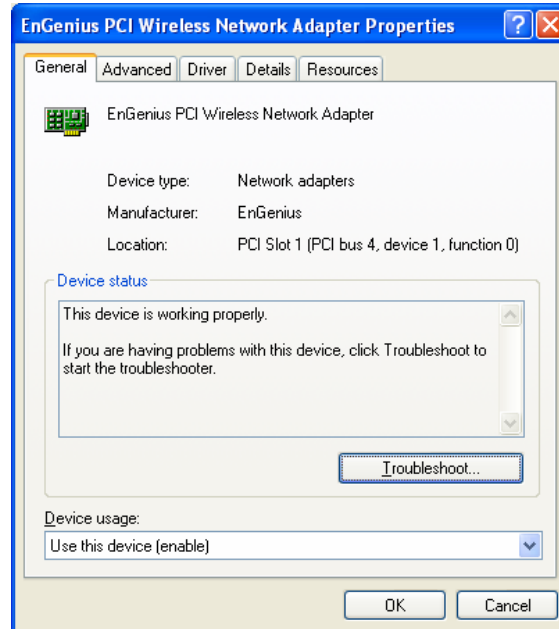 EnGenius PCI Wireless Network Adapter Properties
General Advanced Driver Details Resources
EnGenius PCI Wireless Network Adapter
Device type: Network adapters
Manufacturer: EnGenius
Location: PCI Slot 1 (PCI bus 4, device 1, function 0)
Device status
This device is working properly.
If you are having problems with this device, click Troubleshoot to
start the troubleshooter.
Troubleshoot...
Device usage:
Use this device (enable)
OK Cancel